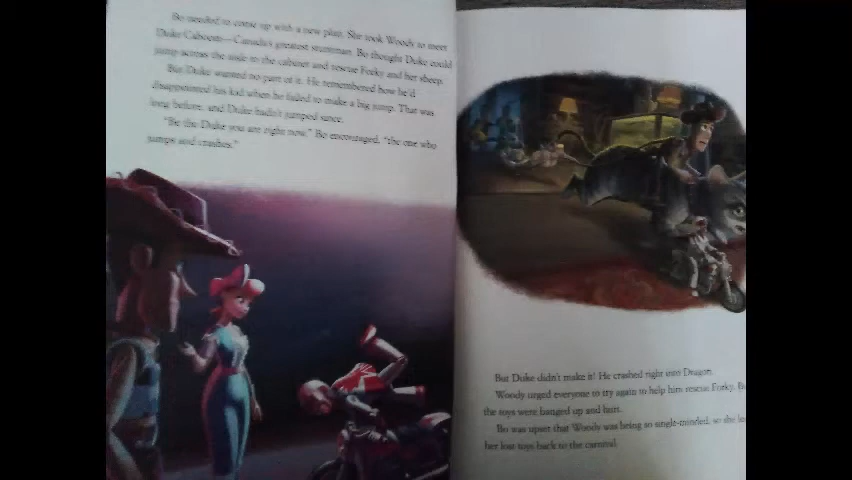 Bo needed to come up with a new plan. She took Woody to meet
Duke Caboom—Canada's greatest stuntman. Bo thought Duke could
jump across the aisle to the cabinet and rescue Forky and her sheep.
But Duke wanted no part of it. He remembered how he'd
disappointed his kid when he failed to make a big jump. That was
long before, and Duke hadn't jumped since.
"Be the Duke you are right now," Bo encouraged, "the one who
jumps and crashes."
But Duke didn't make it! He crashed right into Dragon.
Woody urged everyone to try again to help him rescue Forky.
the toys were banged up and hurt.
Bo was upset that Woody was being so single-minded, so she
her lost toys back to the carnival.